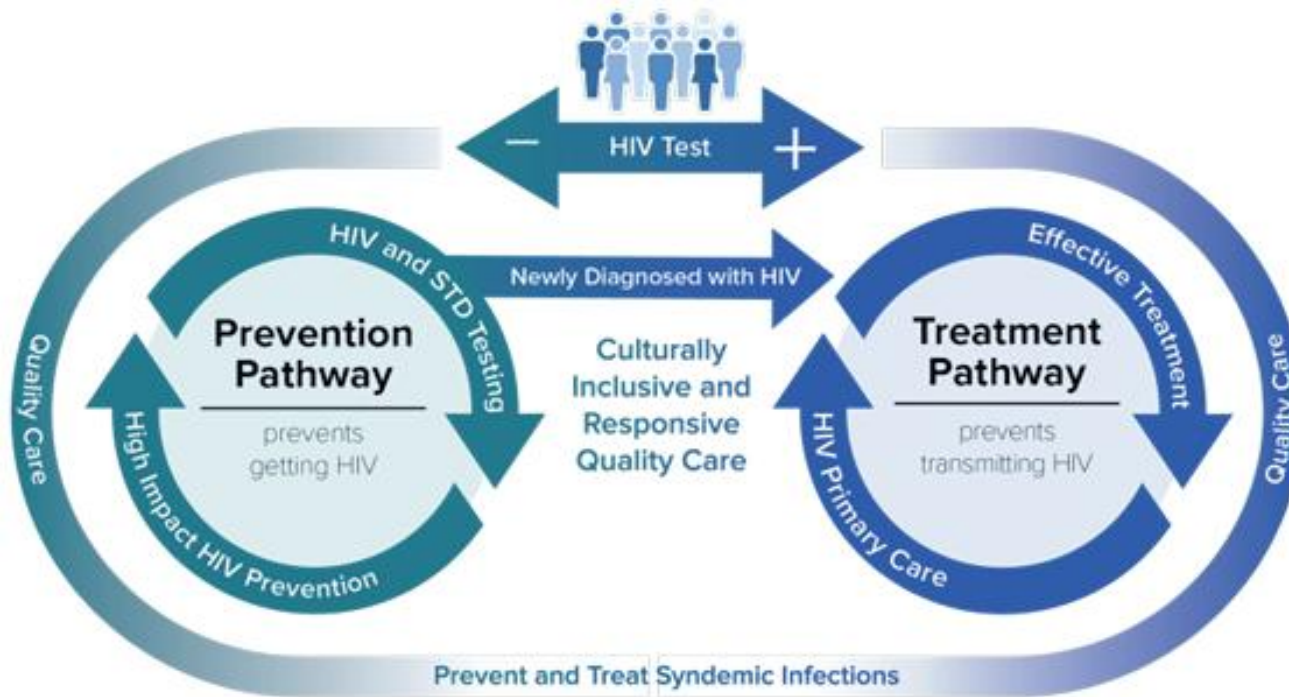 − HIV Test +
HIV and STD Testing
Newly Diagnosed with HIV
Effective Treatment
Quality Care
Prevention
Pathway
prevents
getting HIV
High Impact HIV Prevention
Culturally
Inclusive and
Responsive
Quality Care
Treatment
Pathway
prevents
transmitting HIV
HIV Primary Care
Quality Care
Prevent and Treat Syndemic Infections